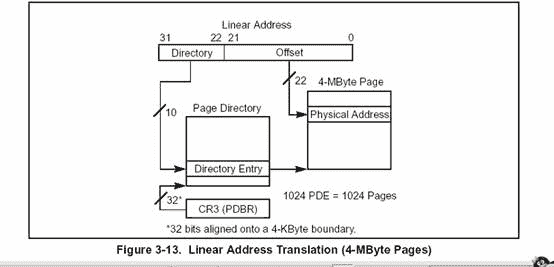 Linear Address
31 22 21 0
Directory Offset
22 4-MByte Page
10 Page Directory
Physical Address
Directory Entry
32*
1024 PDE = 1024 Pages
CR3 (PDBR)
*32 bits aligned onto a 4-KByte boundary.
Figure 3-13. Linear Address Translation (4-MByte Pages)